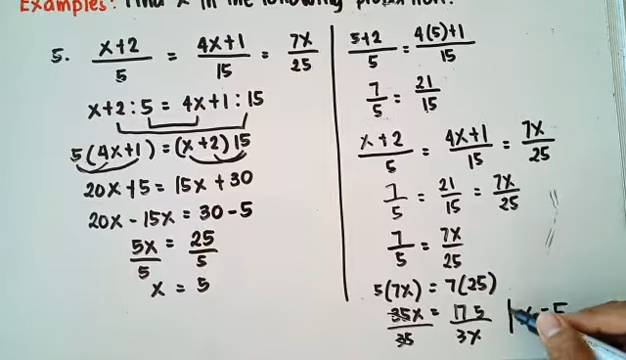 Examples: Find x in the following proportion.
5. x+2/5 = 4x+1/15 = 7x/25
x+2 : 5 = 4x+1 : 15
5(4x+1) = (x+2)15
20x+5 = 15x+30
20x-15x = 30-5
5x/5 = 25/5
x = 5
5+2/5 = 4(5)+1/15
7/5 = 21/15
x+2/5 = 4x+1/15 = 7x/25
7/5 = 21/15 = 7x/25
7/5 = 7x/25
5(7x) = 7(25)
35x/35 = 175/3x